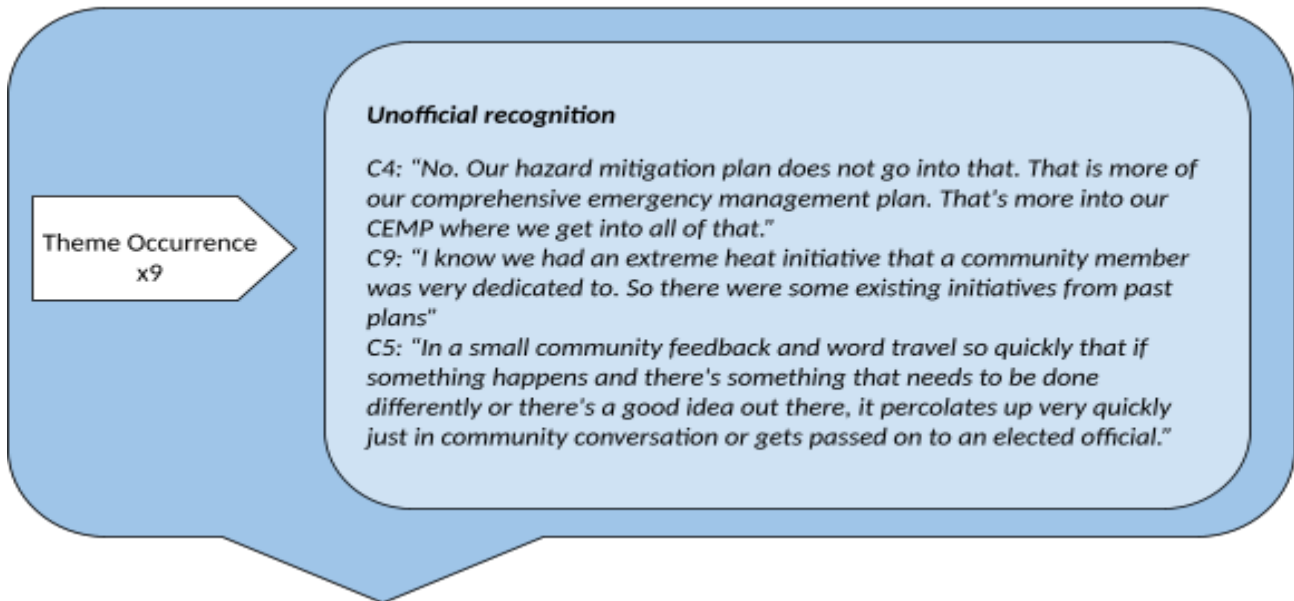 Theme Occurrence
x9
Unofficial recognition
C4: “No. Our hazard mitigation plan does not go into that. That is more of
our comprehensive emergency management plan. That's more into our
CEMP where we get into all of that.”
C9: “I know we had an extreme heat initiative that a community member
was very dedicated to. So there were some existing initiatives from past
plans"
C5: “In a small community feedback and word travel so quickly that if
something happens and there's something that needs to be done
differently or there's a good idea out there, it percolates up very quickly
just in community conversation or gets passed on to an elected official.”